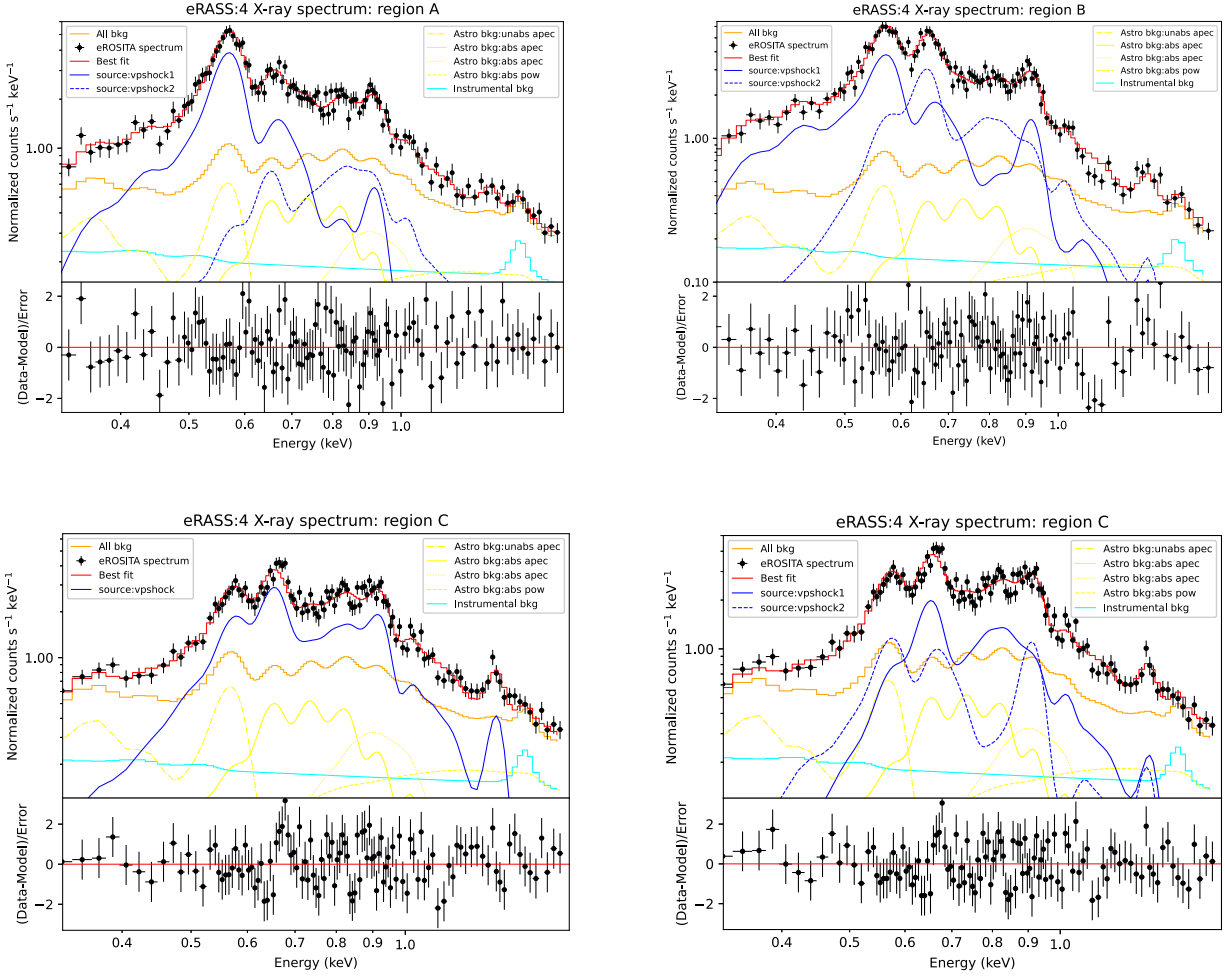 eRASS:4 X-ray spectrum: region A
All bkg
eROSITA spectrum
Best fit
source:vpshock1
source:vpshock2
Astro bkg:unabs apec
Astro bkg:abs apec
Astro bkg:abs apec
Astro bkg:abs pow
Instrumental bkg
Normalized counts s⁻¹ keV⁻¹
1.00
(Data-Model)/Error
2
0
−2
0.4 0.5 0.6 0.7 0.8 0.9 1.0
Energy (keV)
eRASS:4 X-ray spectrum: region B
All bkg
eROSITA spectrum
Best fit
source:vpshock1
source:vpshock2
Astro bkg:unabs apec
Astro bkg:abs apec
Astro bkg:abs apec
Astro bkg:abs pow
Instrumental bkg
Normalized counts s⁻¹ keV⁻¹
1.00
0.10
(Data-Model)/Error
2
0
−2
0.4 0.5 0.6 0.7 0.8 0.9 1.0
Energy (keV)
eRASS:4 X-ray spectrum: region C
All bkg
eROSITA spectrum
Best fit
source:vpshock
Astro bkg:unabs apec
Astro bkg:abs apec
Astro bkg:abs apec
Astro bkg:abs pow
Instrumental bkg
Normalized counts s⁻¹ keV⁻¹
1.00
(Data-Model)/Error
2
0
−2
0.4 0.5 0.6 0.7 0.8 0.9 1.0
Energy (keV)
eRASS:4 X-ray spectrum: region C
All bkg
eROSITA spectrum
Best fit
source:vpshock1
source:vpshock2
Astro bkg:unabs apec
Astro bkg:abs apec
Astro bkg:abs apec
Astro bkg:abs pow
Instrumental bkg
Normalized counts s⁻¹ keV⁻¹
1.00
(Data-Model)/Error
2
0
−2
0.4 0.5 0.6 0.7 0.8 0.9 1.0
Energy (keV)